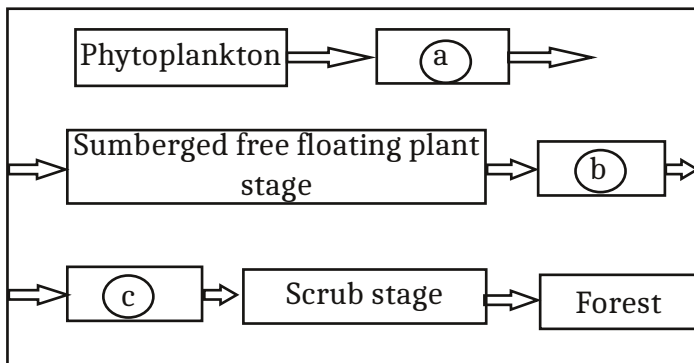 Phytoplankton
a
Sumberged free floating plant
stage
b
c
Scrub stage
Forest